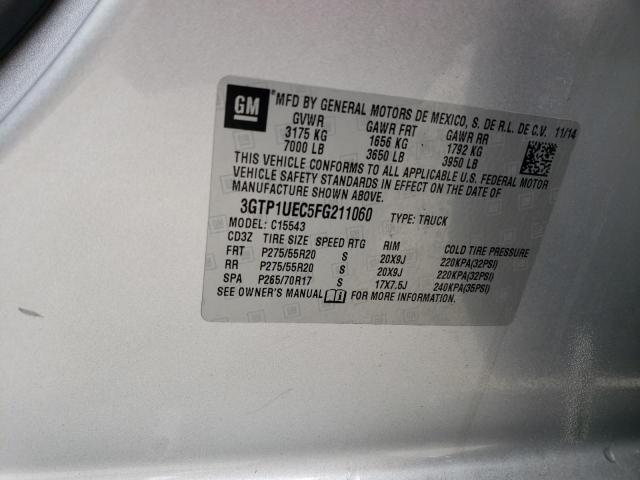 GM ® MFD BY GENERAL MOTORS DE MEXICO, S. DE R.L. DE C.V. 11/14
GVWR GAWR FRT GAWR RR
3175 KG 1656 KG 1792 KG
7000 LB 3650 LB 3950 LB
THIS VEHICLE CONFORMS TO ALL APPLICABLE U.S. FEDERAL MOTOR
VEHICLE SAFETY STANDARDS IN EFFECT ON THE DATE OF
MANUFACTURE SHOWN ABOVE.
3GTP1UEC5FG211060 TYPE: TRUCK
MODEL: C15543
CD3Z TIRE SIZE SPEED RTG RIM COLD TIRE PRESSURE
FRT P275/55R20 S 20X9J 220KPA(32PSI)
RR P275/55R20 S 20X9J 220KPA(32PSI)
SPA P265/70R17 S 17X7.5J 240KPA(35PSI)
SEE OWNER'S MANUAL FOR MORE INFORMATION.